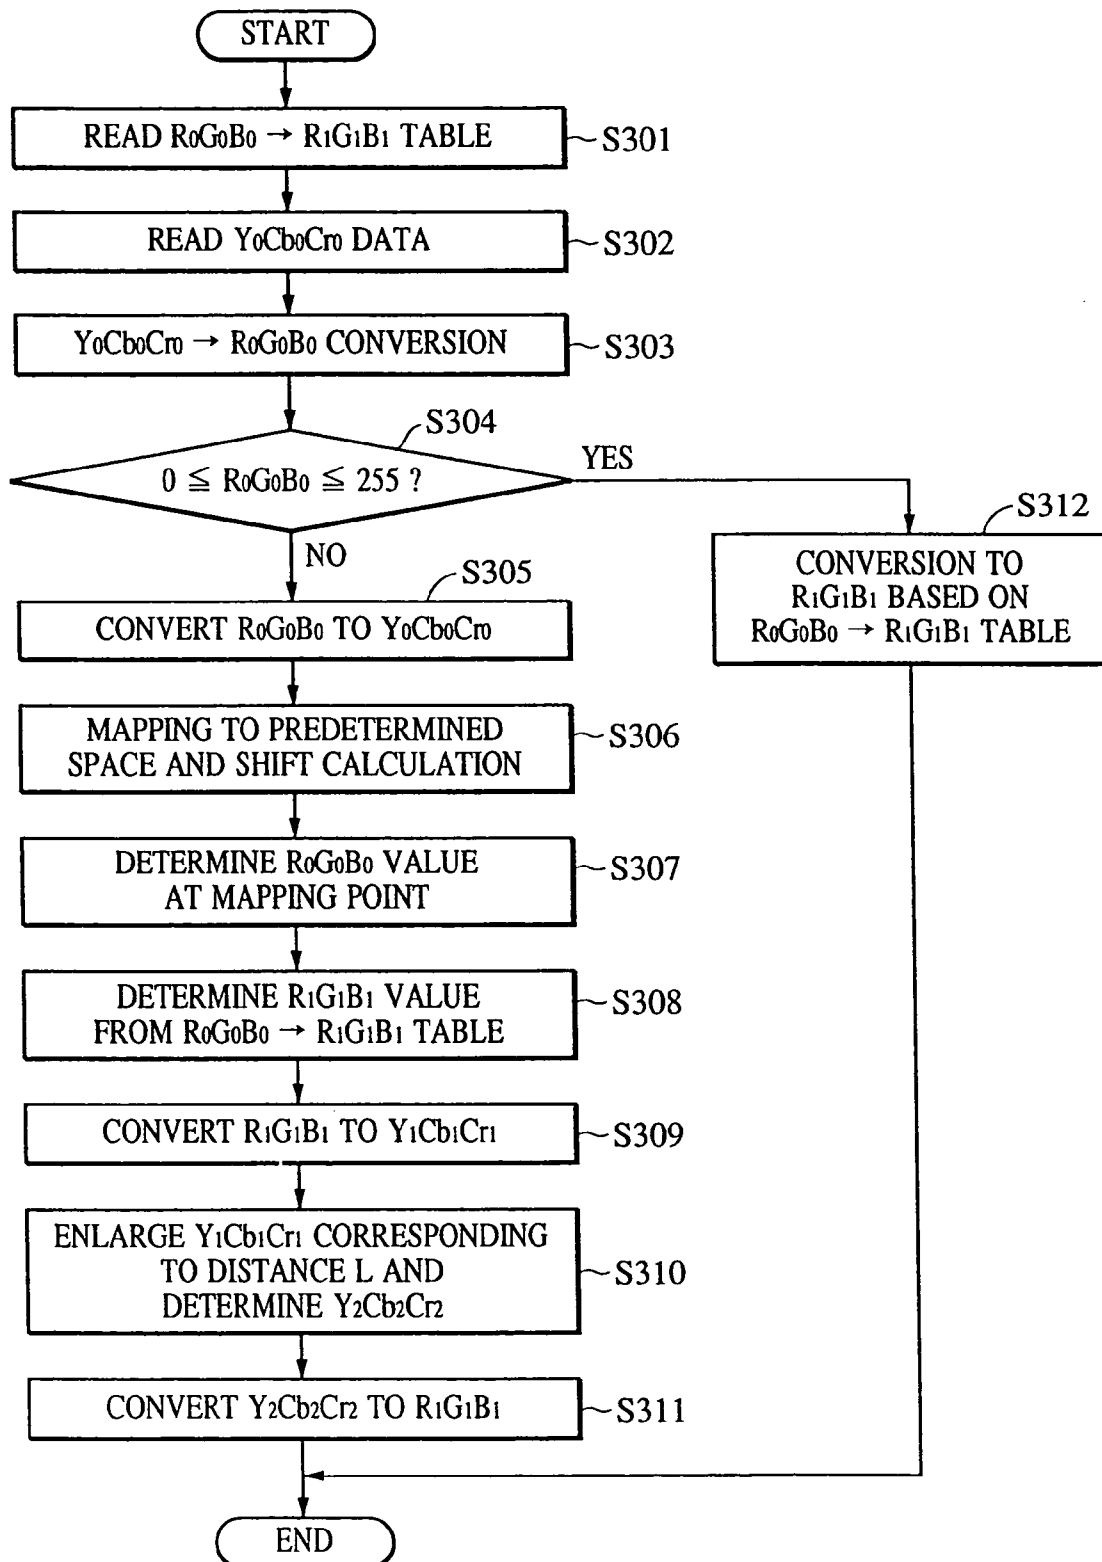 START
READ R0G0B0 → R1G1B1 TABLE
S301
READ Y0Cb0Cr0 DATA
S302
Y0Cb0Cr0 → R0G0B0 CONVERSION
S303
S304
0 ≦ R0G0B0 ≦ 255 ?
YES
NO
S312
CONVERSION TO
R1G1B1 BASED ON
R0G0B0 → R1G1B1 TABLE
S305
CONVERT R0G0B0 TO Y0Cb0Cr0
MAPPING TO PREDETERMINED
SPACE AND SHIFT CALCULATION
S306
DETERMINE R0G0B0 VALUE
AT MAPPING POINT
S307
DETERMINE R1G1B1 VALUE
FROM R0G0B0 → R1G1B1 TABLE
S308
CONVERT R1G1B1 TO Y1Cb1Cr1
S309
ENLARGE Y1Cb1Cr1 CORRESPONDING
TO DISTANCE L AND
DETERMINE Y2Cb2Cr2
S310
CONVERT Y2Cb2Cr2 TO R1G1B1
S311
END